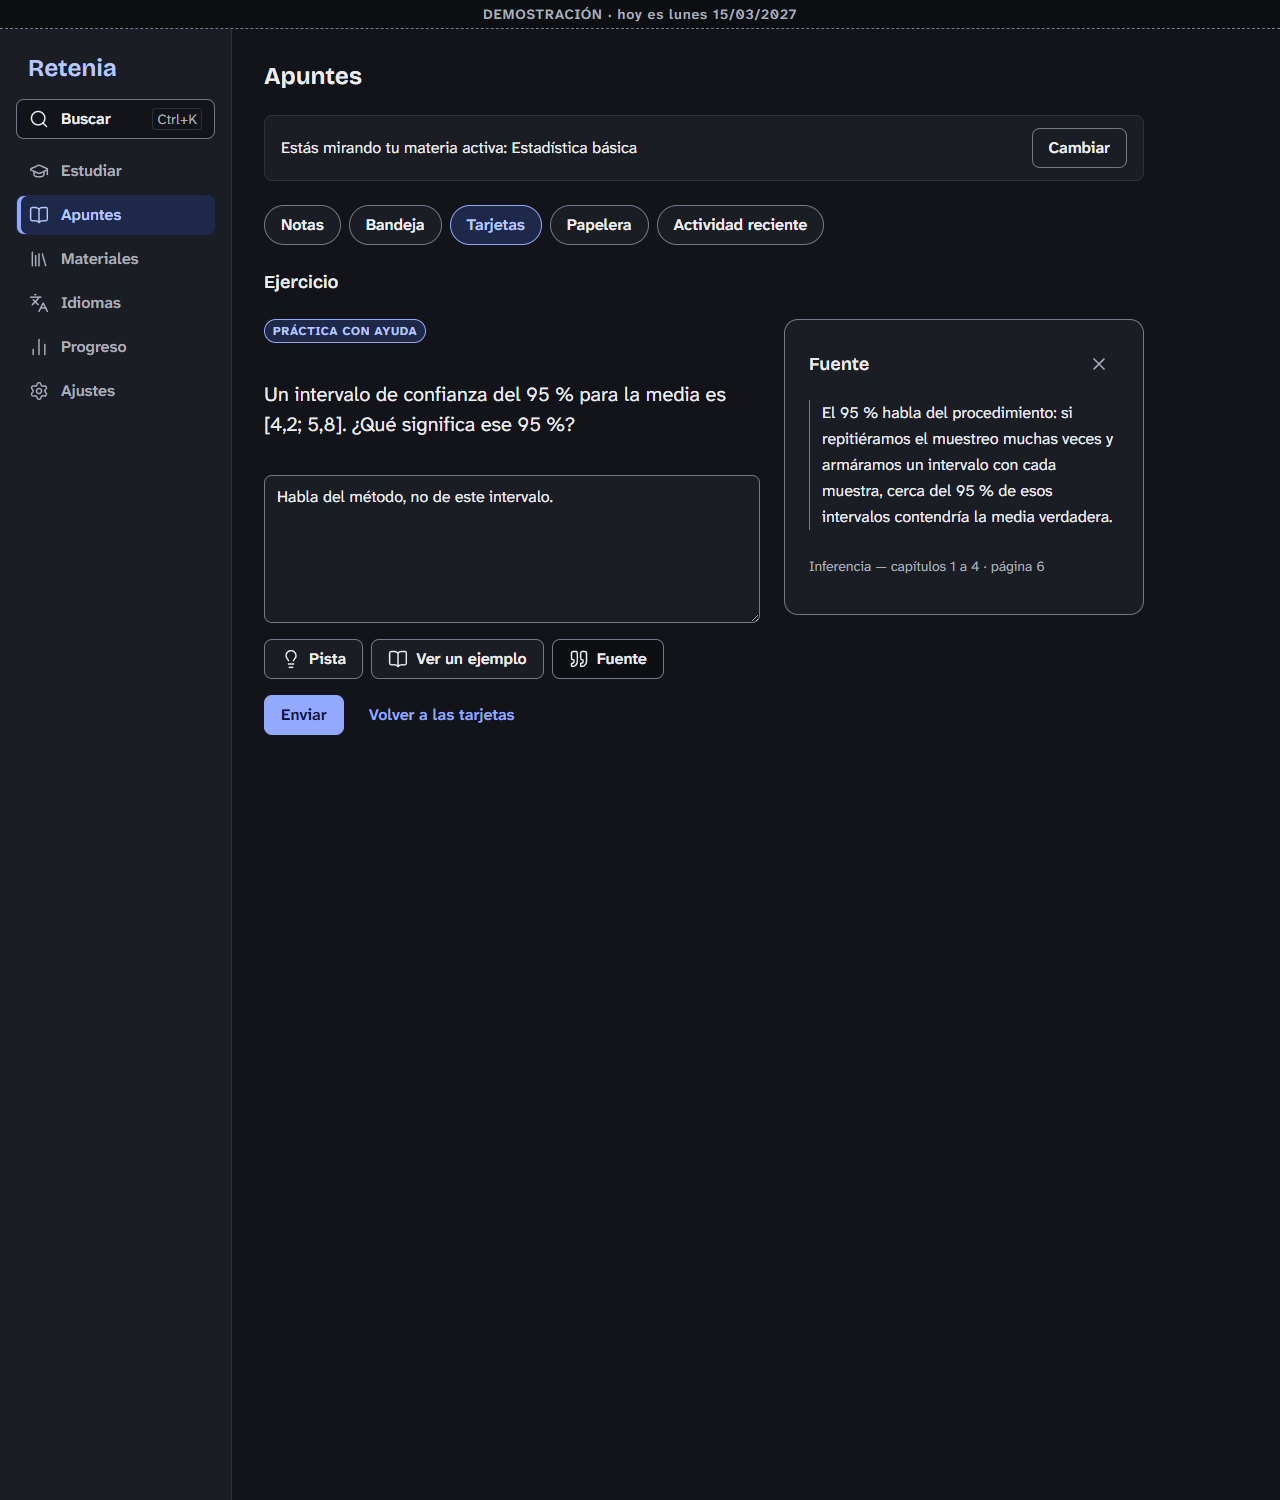 DEMOSTRACIÓN · hoy es lunes 15/03/2027
Retenia
Buscar Ctrl+K
Estudiar
Apuntes
Materiales
Idiomas
Progreso
Ajustes
Apuntes
Estás mirando tu materia activa: Estadística básica
Cambiar
Notas Bandeja Tarjetas Papelera Actividad reciente
Ejercicio
PRÁCTICA CON AYUDA
Un intervalo de confianza del 95 % para la media es
[4,2; 5,8]. ¿Qué significa ese 95 %?
Habla del método, no de este intervalo.
Pista Ver un ejemplo Fuente
Enviar Volver a las tarjetas
Fuente
El 95 % habla del procedimiento: si
repitiéramos el muestreo muchas veces y
armáramos un intervalo con cada
muestra, cerca del 95 % de esos
intervalos contendría la media verdadera.
Inferencia — capítulos 1 a 4 · página 6